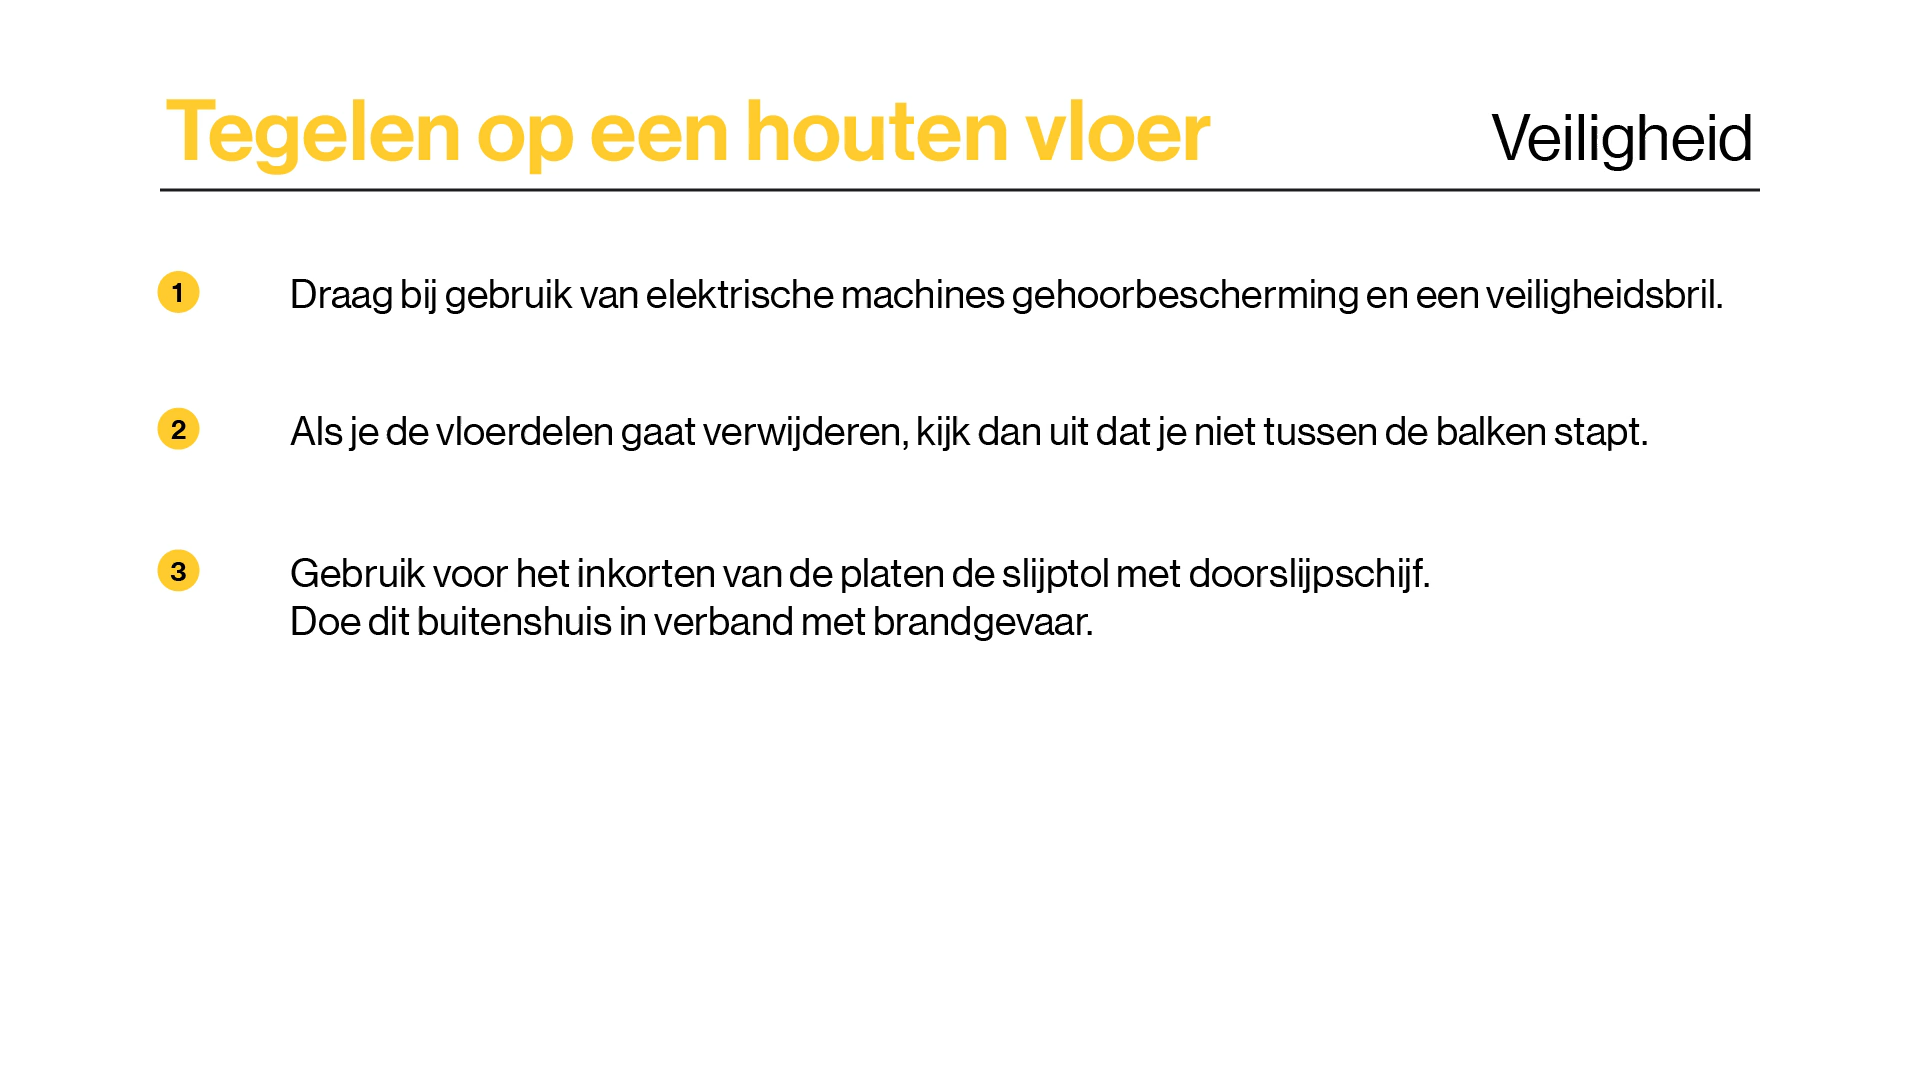 Tegelen op een houten vloer
Veiligheid
1
Draag bij gebruik van elektrische machines gehoorbescherming en een veiligheidsbril.
2
Als je de vloerdelen gaat verwijderen, kijk dan uit dat je niet tussen de balken stapt.
3
Gebruik voor het inkorten van de platen de slijptol met doorslijpschijf.
Doe dit buitenshuis in verband met brandgevaar.